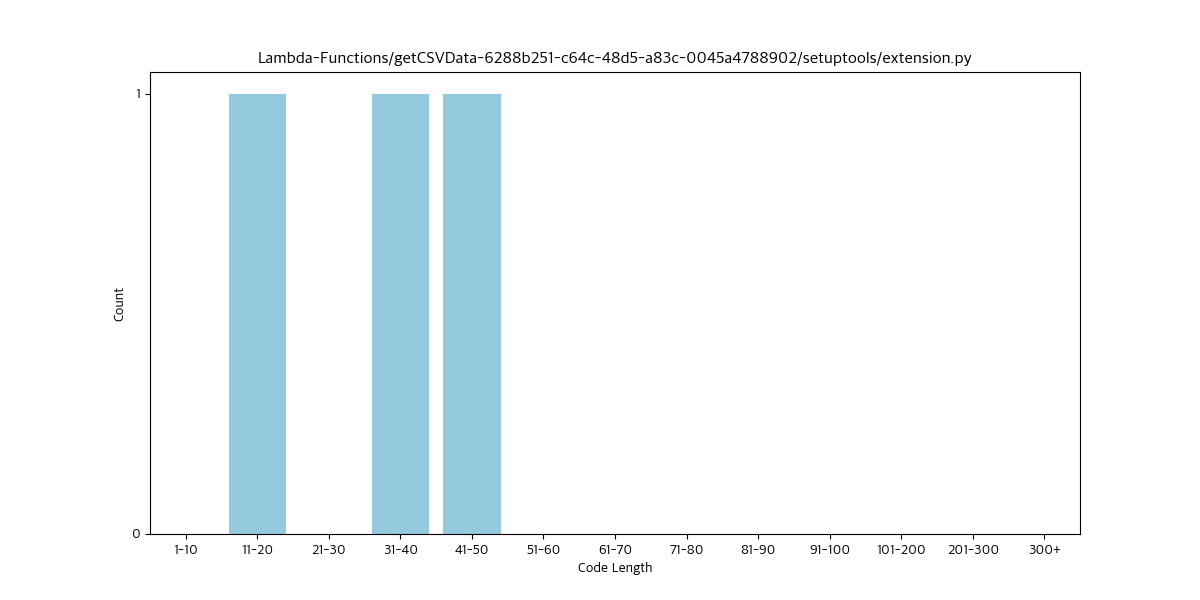 Lambda-Functions/getCSVData-6288b251-c64c-48d5-a83c-0045a4788902/setuptools/extension.py
1
Count
0
1-10 11-20 21-30 31-40 41-50 51-60 61-70 71-80 81-90 91-100 101-200 201-300 300+
Code Length